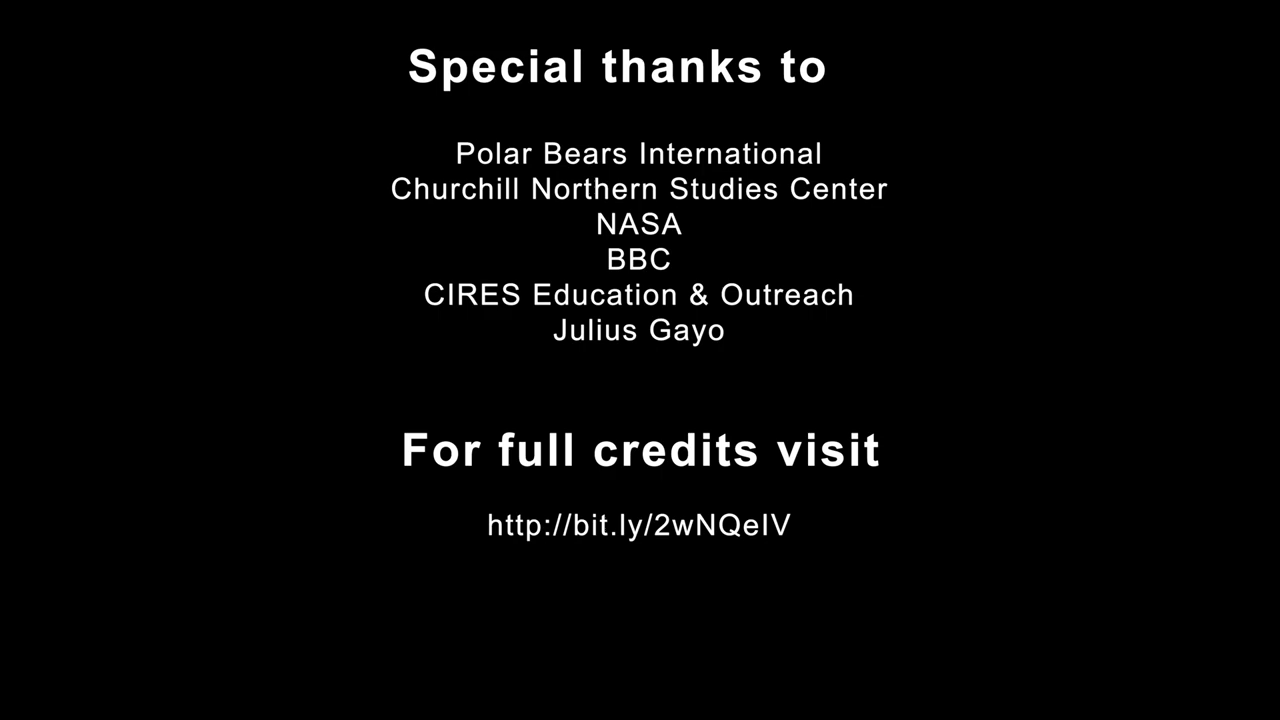 Special thanks to
Polar Bears International
Churchill Northern Studies Center
NASA
BBC
CIRES Education & Outreach
Julius Gayo
For full credits visit
http://bit.ly/2wNQeIV